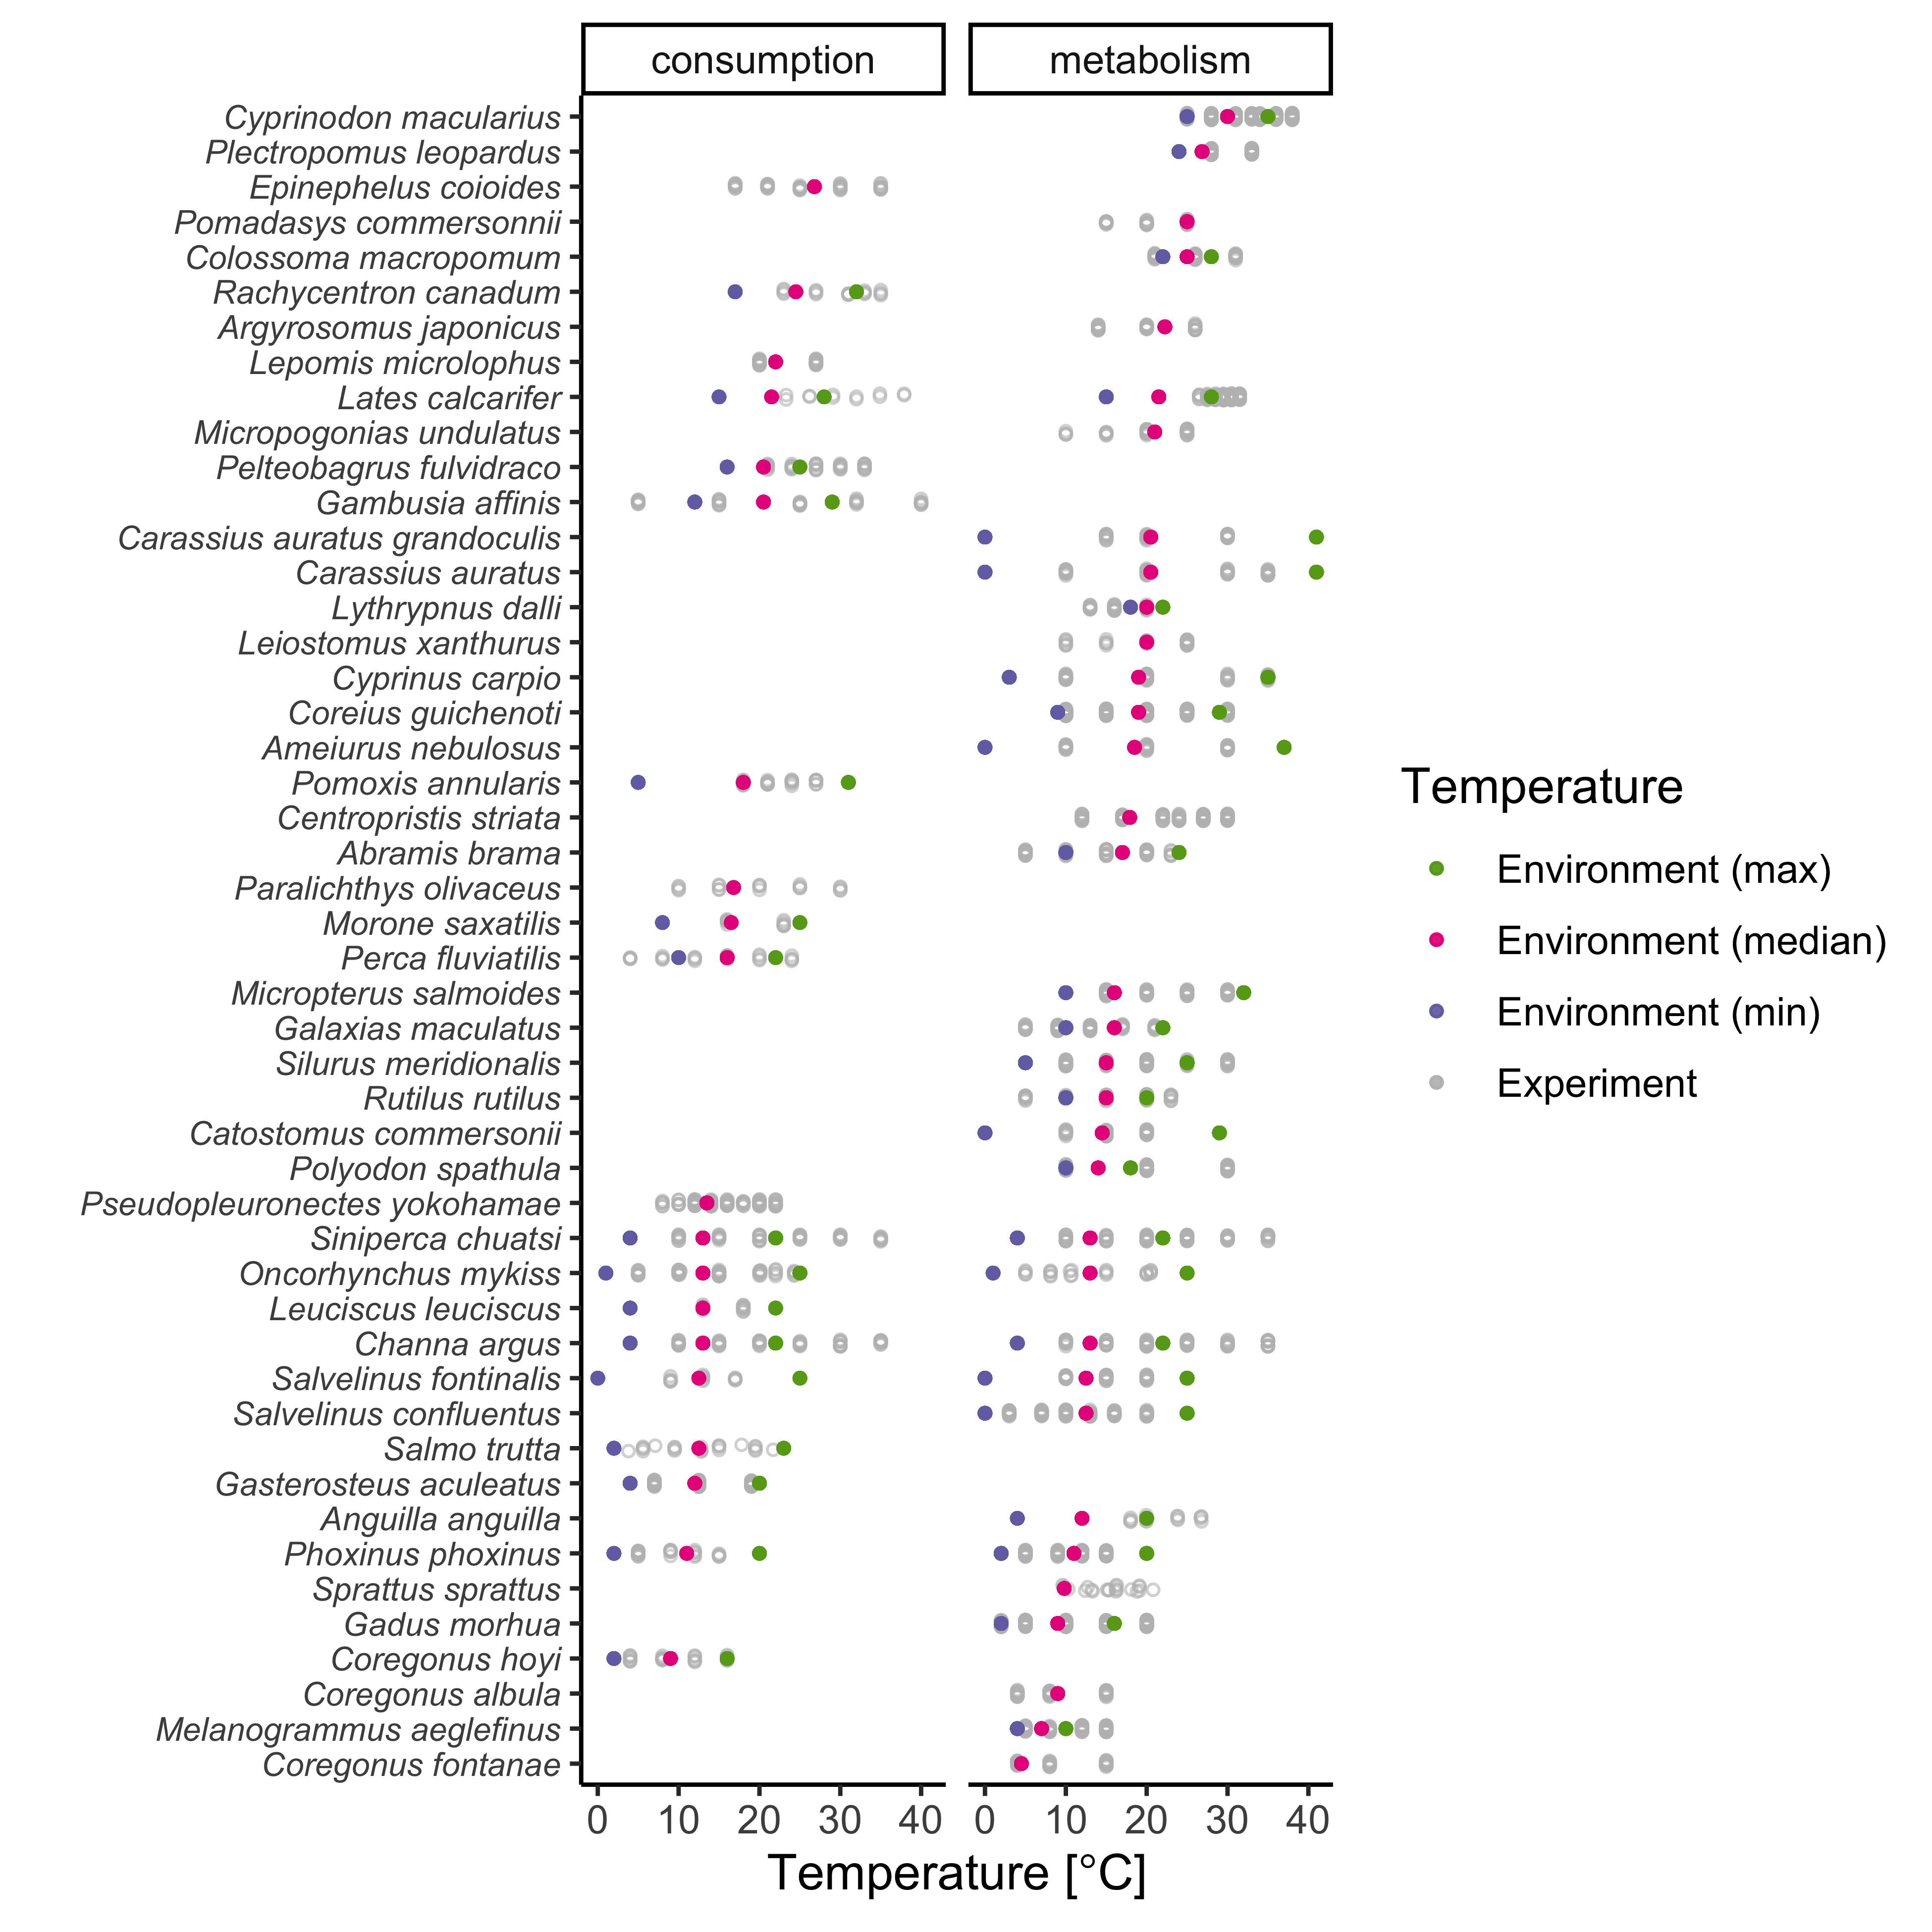 consumption
metabolism
Cyprinodon macularius
Plectropomus leopardus
Epinephelus coioides
Pomadasys commersonnii
Colossoma macropomum
Rachycentron canadum
Argyrosomus japonicus
Lepomis microlophus
Lates calcarifer
Micropogonias undulatus
Pelteobagrus fulvidraco
Gambusia affinis
Carassius auratus grandoculis
Carassius auratus
Lythrypnus dalli
Leiostomus xanthurus
Cyprinus carpio
Coreius guichenoti
Ameiurus nebulosus
Pomoxis annularis
Centropristis striata
Abramis brama
Paralichthys olivaceus
Morone saxatilis
Perca fluviatilis
Micropterus salmoides
Galaxias maculatus
Silurus meridionalis
Rutilus rutilus
Catostomus commersonii
Polyodon spathula
Pseudopleuronectes yokohamae
Siniperca chuatsi
Oncorhynchus mykiss
Leuciscus leuciscus
Channa argus
Salvelinus fontinalis
Salvelinus confluentus
Salmo trutta
Gasterosteus aculeatus
Anguilla anguilla
Phoxinus phoxinus
Sprattus sprattus
Gadus morhua
Coregonus hoyi
Coregonus albula
Melanogrammus aeglefinus
Coregonus fontanae
0 10 20 30 40
0 10 20 30 40
Temperature [°C]
Temperature
Environment (max)
Environment (median)
Environment (min)
Experiment